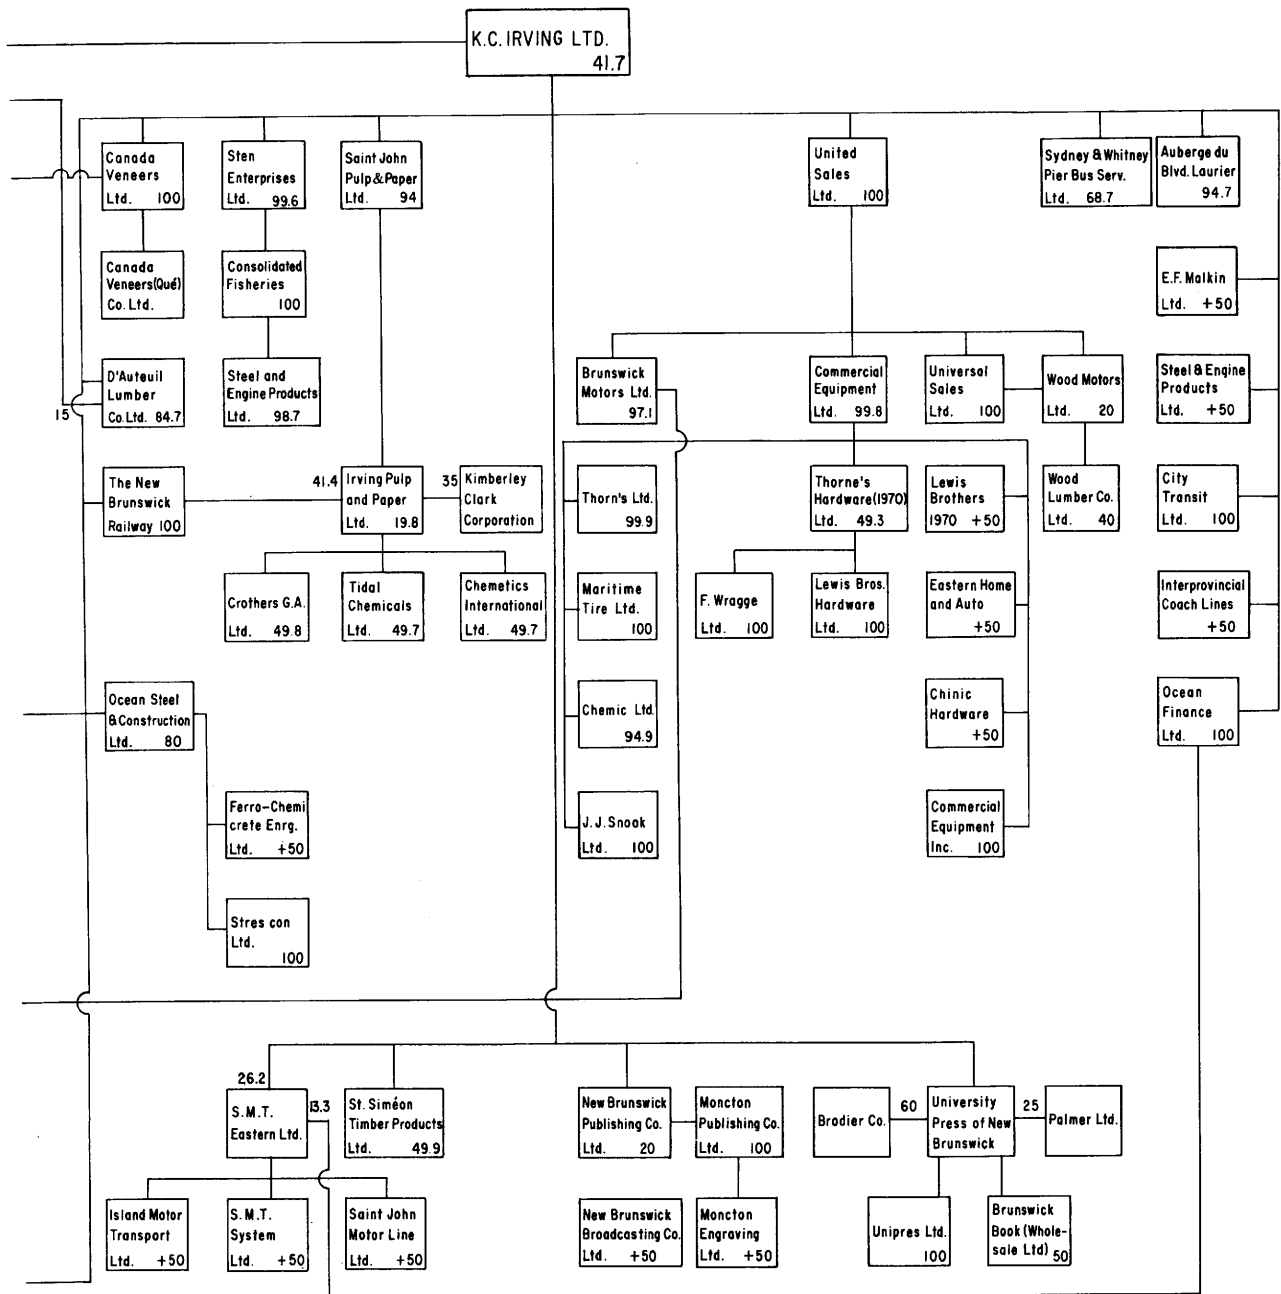 K.C. IRVING LTD.
41.7
Canada
Veneers
Ltd. 100
Sten
Enterprises
Ltd. 99.6
Saint John
Pulp & Paper
Ltd. 94
United
Sales
Ltd. 100
Sydney & Whitney
Pier Bus Serv.
Ltd. 68.7
Auberge du
Blvd. Laurier
94.7
Canada
Veneers(Qué)
Co. Ltd.
Consolidated
Fisheries
100
E.F. Malkin
Ltd. +50
D'Auteuil
Lumber
Co. Ltd. 84.7
15
Steel and
Engine Products
Ltd. 98.7
Brunswick
Motors Ltd.
97.1
Commercial
Equipment
Ltd. 99.8
Universal
Sales
Ltd. 100
Wood Motors
Ltd. 20
Steel & Engine
Products
Ltd. +50
The New
Brunswick
Railway 100
41.4
Irving Pulp
and Paper
Ltd. 19.8
35
Kimberley
Clark
Corporation
Thorn's Ltd.
99.9
Thorne's
Hardware(1970)
Ltd. 49.3
Lewis
Brothers
1970 +50
Wood
Lumber Co.
Ltd. 40
City
Transit
Ltd. 100
Crothers G.A.
Ltd. 49.8
Tidal
Chemicals
Ltd. 49.7
Chemetics
International
Ltd. 49.7
Maritime
Tire Ltd.
100
F. Wragge
Ltd. 100
Lewis Bros.
Hardware
Ltd. 100
Eastern Home
and Auto
+50
Interprovincial
Coach Lines
+50
Ocean Steel
& Construction
Ltd. 80
Chemic Ltd.
94.9
Chinic
Hardware
+50
Ocean
Finance
Ltd. 100
Ferro-Chemi
crete Enrg.
Ltd. +50
J.J. Snook
Ltd. 100
Commercial
Equipment
Inc. 100
Stres con
Ltd.
100
26.2
S.M.T.
Eastern Ltd.
13.3
St. Siméon
Timber Products
Ltd. 49.9
New Brunswick
Publishing Co.
Ltd. 20
Moncton
Publishing Co.
Ltd. 100
Brodier Co.
60
University
Press of New
Brunswick
25
Palmer Ltd.
Island Motor
Transport
Ltd. +50
S.M.T.
System
Ltd. +50
Saint John
Motor Line
Ltd. +50
New Brunswick
Broadcasting Co.
Ltd. +50
Moncton
Engraving
Ltd. +50
Unipres Ltd.
100
Brunswick
Book (Whole-
sale Ltd) 50